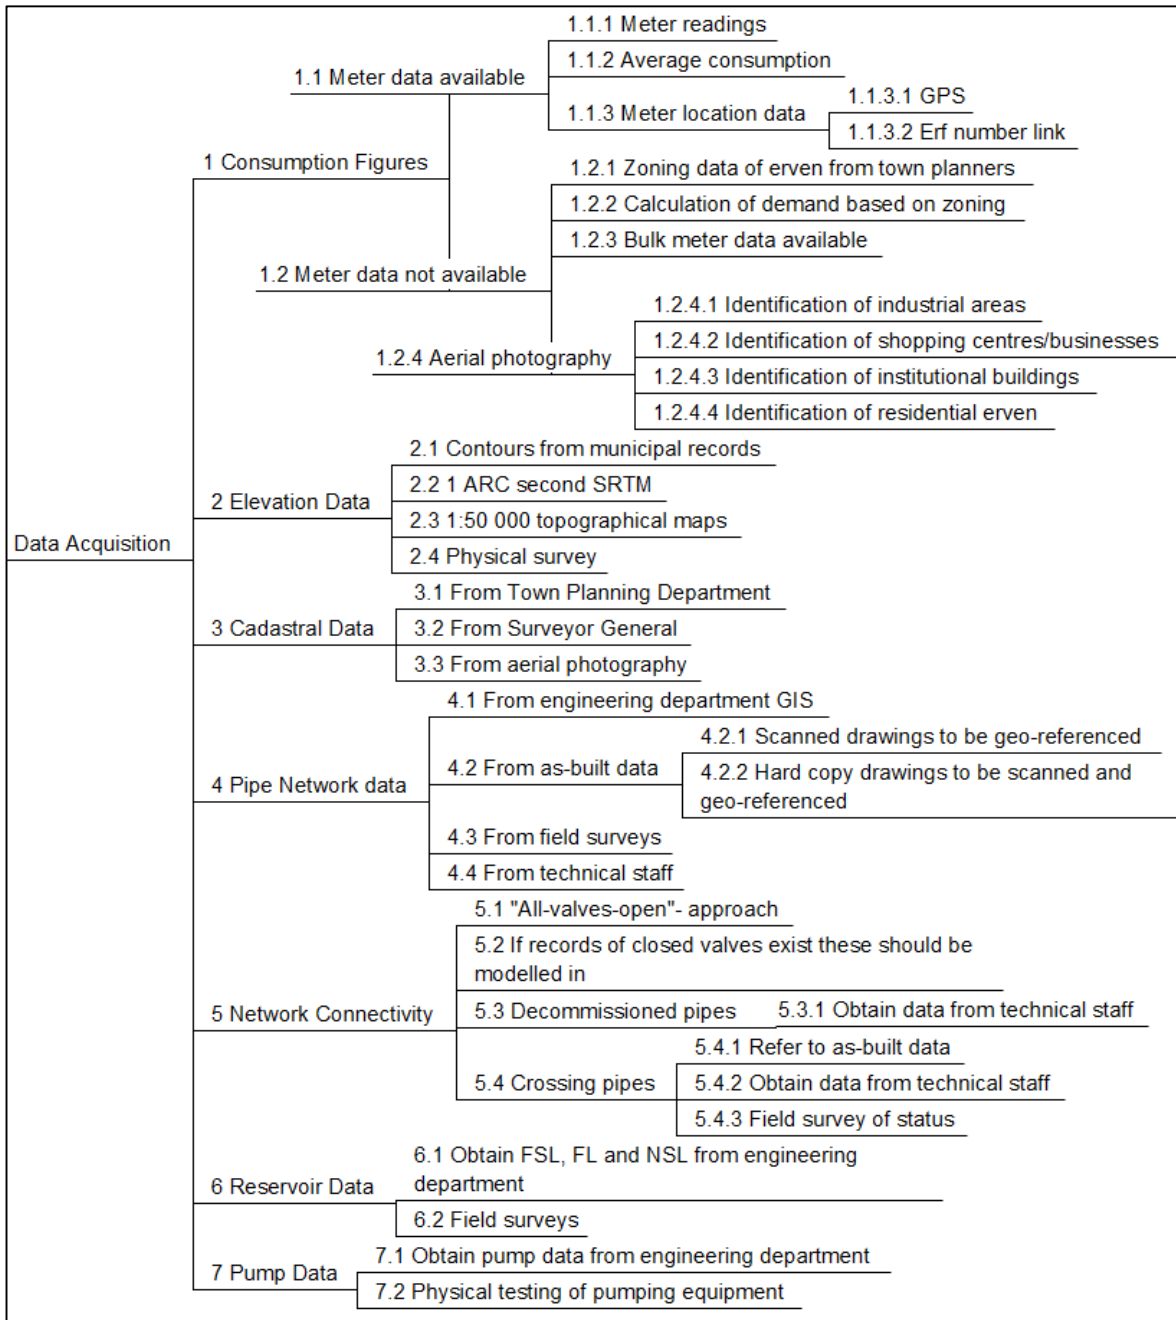 1.1.1 Meter readings
1.1.2 Average consumption
1.1 Meter data available
1.1.3 Meter location data
1.1.3.1 GPS
1.1.3.2 Erf number link
1 Consumption Figures
1.2.1 Zoning data of erven from town planners
1.2.2 Calculation of demand based on zoning
1.2.3 Bulk meter data available
1.2 Meter data not available
1.2.4.1 Identification of industrial areas
1.2.4.2 Identification of shopping centres/businesses
1.2.4 Aerial photography
1.2.4.3 Identification of institutional buildings
1.2.4.4 Identification of residential erven
2.1 Contours from municipal records
2.2 1 ARC second SRTM
2 Elevation Data
2.3 1:50 000 topographical maps
Data Acquisition
2.4 Physical survey
3.1 From Town Planning Department
3 Cadastral Data
3.2 From Surveyor General
3.3 From aerial photography
4.1 From engineering department GIS
4.2.1 Scanned drawings to be geo-referenced
4.2 From as-built data
4.2.2 Hard copy drawings to be scanned and
geo-referenced
4 Pipe Network data
4.3 From field surveys
4.4 From technical staff
5.1 "All-valves-open"- approach
5.2 If records of closed valves exist these should be
modelled in
5 Network Connectivity
5.3 Decommissioned pipes
5.3.1 Obtain data from technical staff
5.4.1 Refer to as-built data
5.4 Crossing pipes
5.4.2 Obtain data from technical staff
5.4.3 Field survey of status
6.1 Obtain FSL, FL and NSL from engineering
department
6 Reservoir Data
6.2 Field surveys
7.1 Obtain pump data from engineering department
7 Pump Data
7.2 Physical testing of pumping equipment